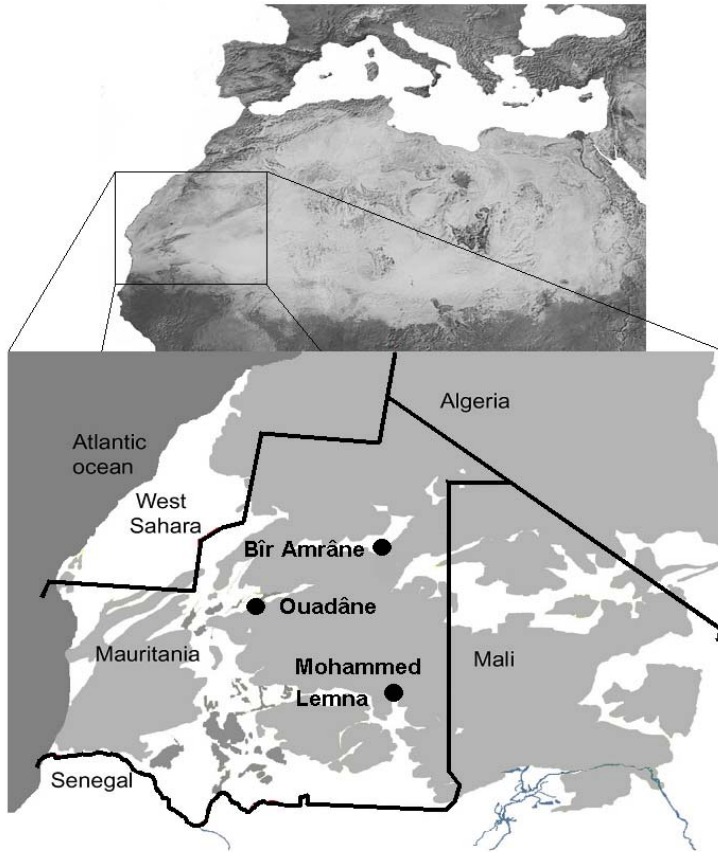 Algeria
Atlantic
ocean
West
Sahara
Bîr Amrâne
Ouadâne
Mauritania
Mohammed
Lemna
Mali
Senegal